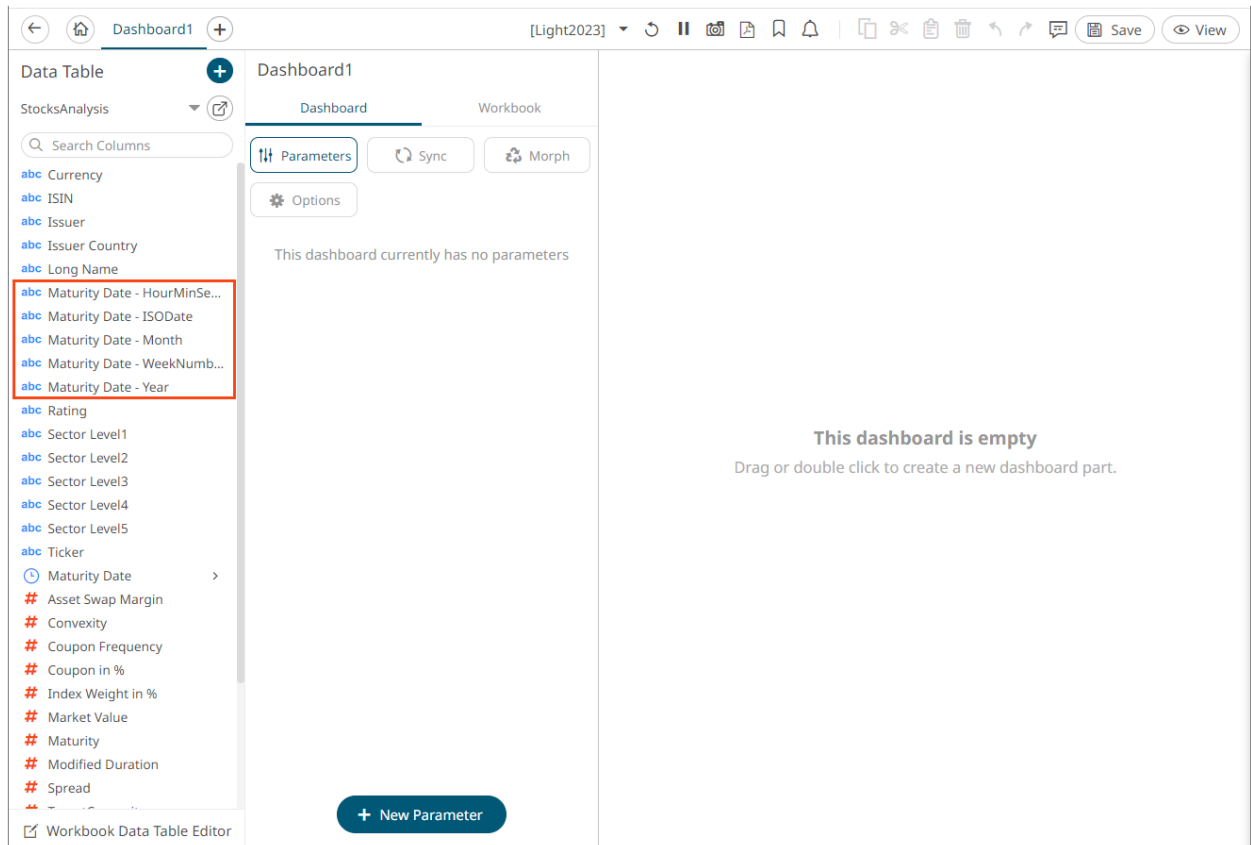 Dashboard1
[Light2023]
Save
View
Data Table
StocksAnalysis
Search Columns
abc Currency
abc ISIN
abc Issuer
abc Issuer Country
abc Long Name
abc Maturity Date - HourMinSe...
abc Maturity Date - ISODate
abc Maturity Date - Month
abc Maturity Date - WeekNumb...
abc Maturity Date - Year
abc Rating
abc Sector Level1
abc Sector Level2
abc Sector Level3
abc Sector Level4
abc Sector Level5
abc Ticker
Maturity Date
# Asset Swap Margin
# Convexity
# Coupon Frequency
# Coupon in %
# Index Weight in %
# Market Value
# Maturity
# Modified Duration
# Spread
Workbook Data Table Editor
Dashboard1
Dashboard
Workbook
Parameters
Sync
Morph
Options
This dashboard currently has no parameters
+ New Parameter
This dashboard is empty
Drag or double click to create a new dashboard part.